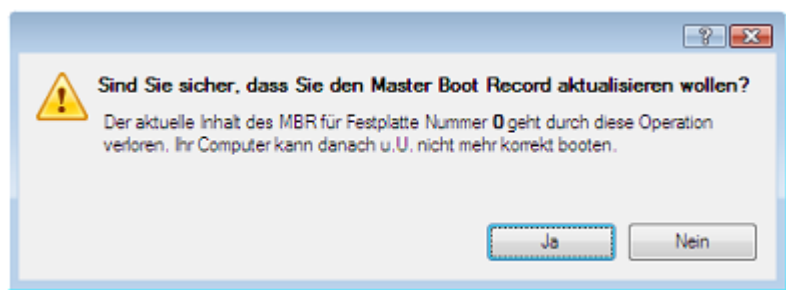 Sind Sie sicher, dass Sie den Master Boot Record aktualisieren wollen?
Der aktuelle Inhalt des MBR für Festplatte Nummer 0 geht durch diese Operation
verloren. Ihr Computer kann danach u.U. nicht mehr korrekt booten.
Ja
Nein